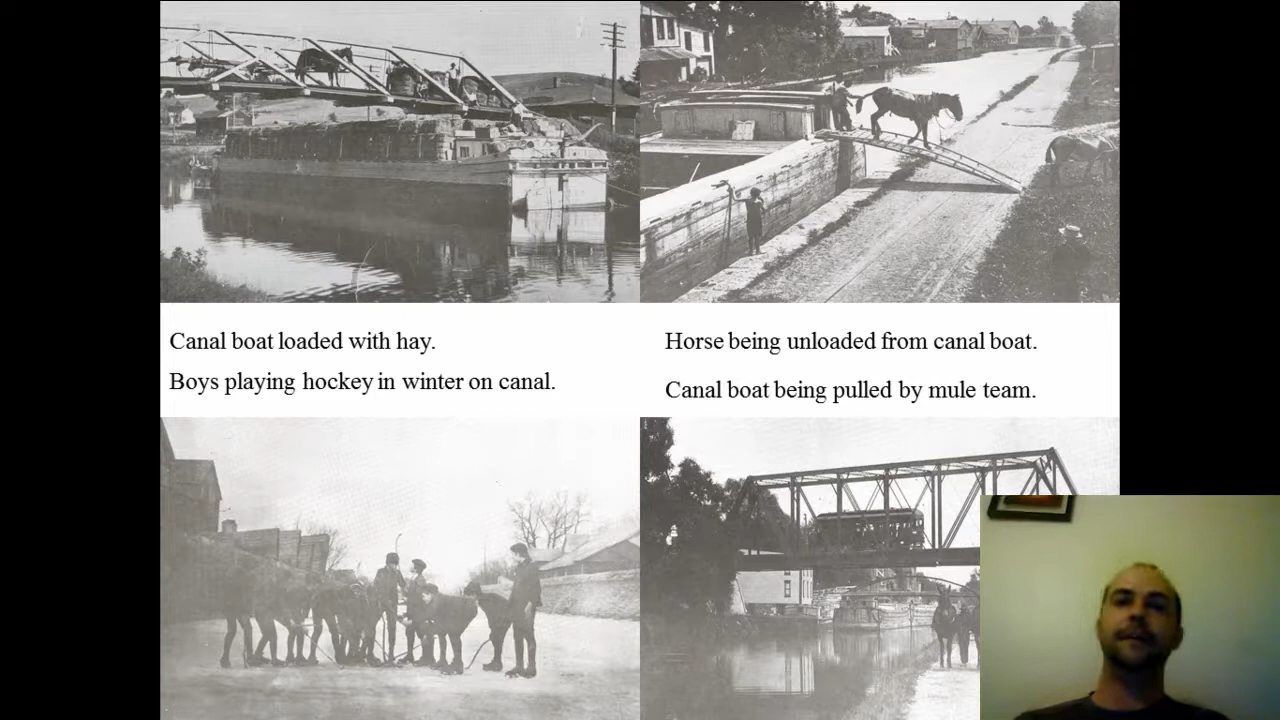 Canal boat loaded with hay.
Boys playing hockey in winter on canal.
Horse being unloaded from canal boat.
Canal boat being pulled by mule team.